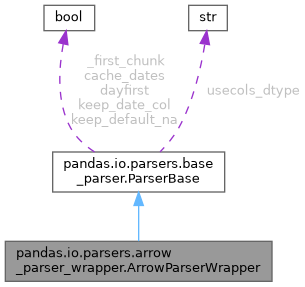 bool
str
_first_chunk
cache_dates
dayfirst
keep_date_col
keep_default_na
usecols_dtype
pandas.io.parsers.base
_parser.ParserBase
pandas.io.parsers.arrow
_parser_wrapper.ArrowParserWrapper